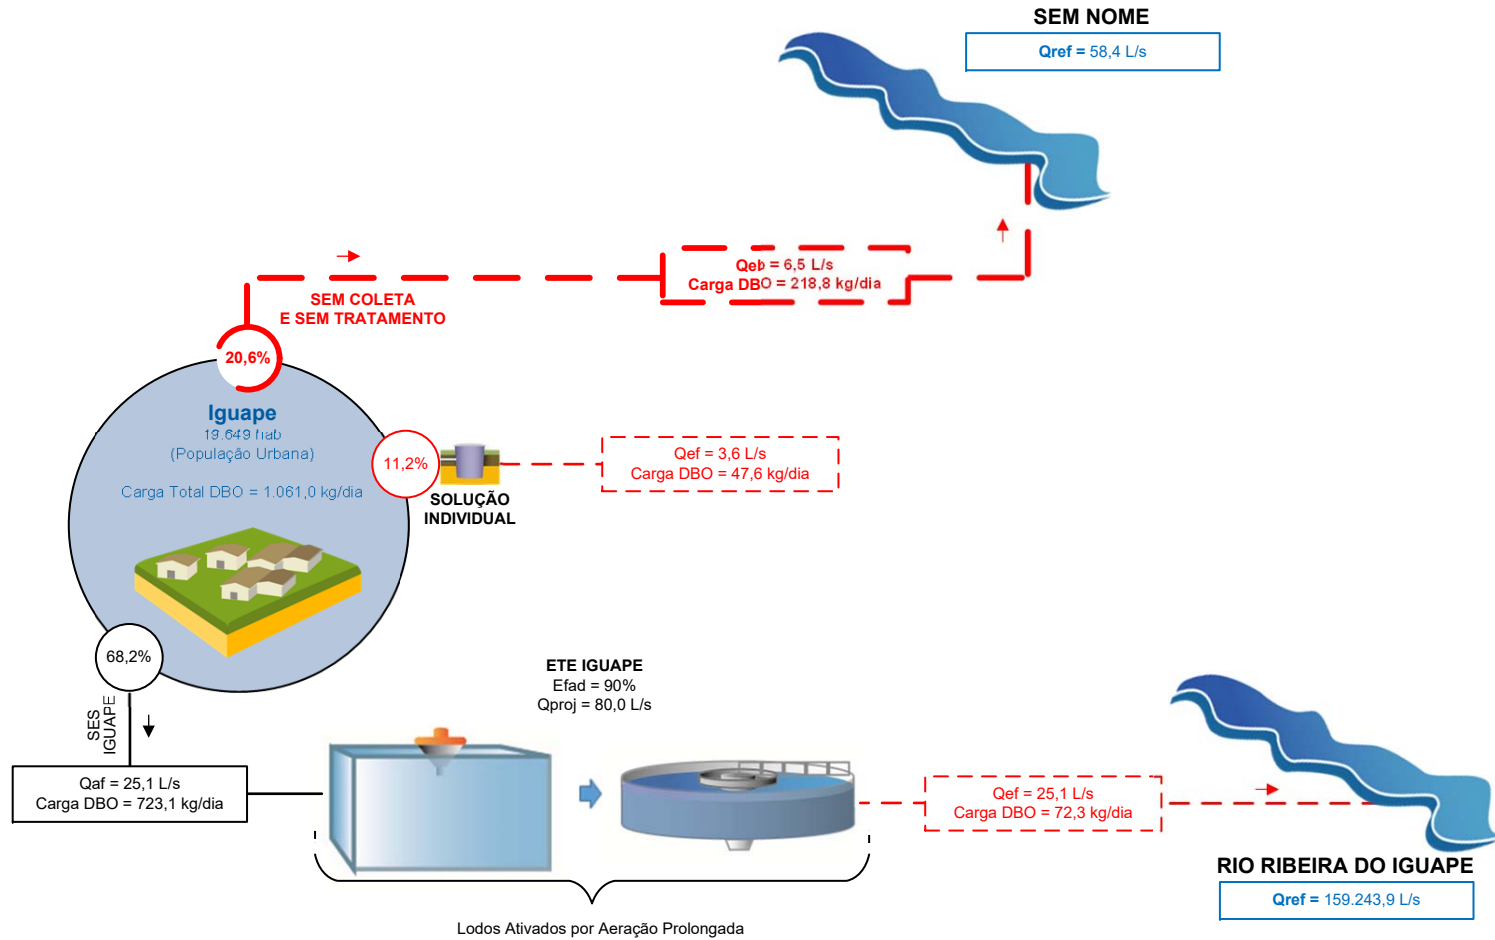 SEM NOME
Qref = 58,4 L/s
Qeb = 6,5 L/s
Carga DBO = 218,8 kg/dia
SEM COLETA
E SEM TRATAMENTO
20,6%
Iguape
19.649 hab
(População Urbana)
Carga Total DBO = 1.061,0 kg/dia
11,2%
SOLUÇÃO
INDIVIDUAL
Qef = 3,6 L/s
Carga DBO = 47,6 kg/dia
68,2%
SES
IGUAPE
Qaf = 25,1 L/s
Carga DBO = 723,1 kg/dia
ETE IGUAPE
Efad = 90%
Qproj = 80,0 L/s
Qef = 25,1 L/s
Carga DBO = 72,3 kg/dia
RIO RIBEIRA DO IGUAPE
Qref = 159.243,9 L/s
Lodos Ativados por Aeração Prolongada